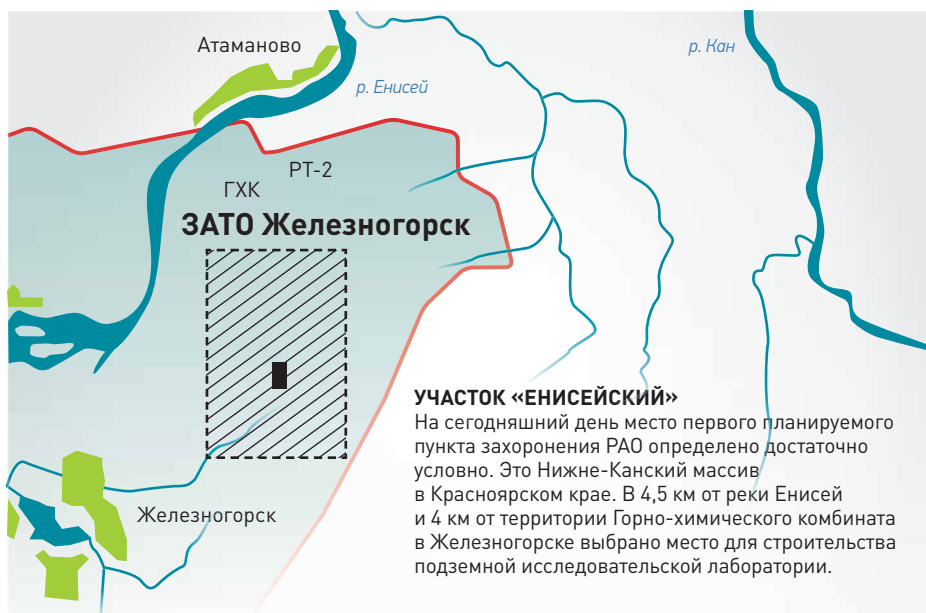 Атаманово
р. Енисей
р. Кан
РТ-2
ГХК
ЗАТО Железногорск
УЧАСТОК «ЕНИСЕЙСКИЙ»
На сегодняшний день место первого планируемого
пункта захоронения РАО определено достаточно
условно. Это Нижне-Канский массив
в Красноярском крае. В 4,5 км от реки Енисей
и 4 км от территории Горно-химического комбината
в Железногорске выбрано место для строительства
подземной исследовательской лаборатории.
Железногорск